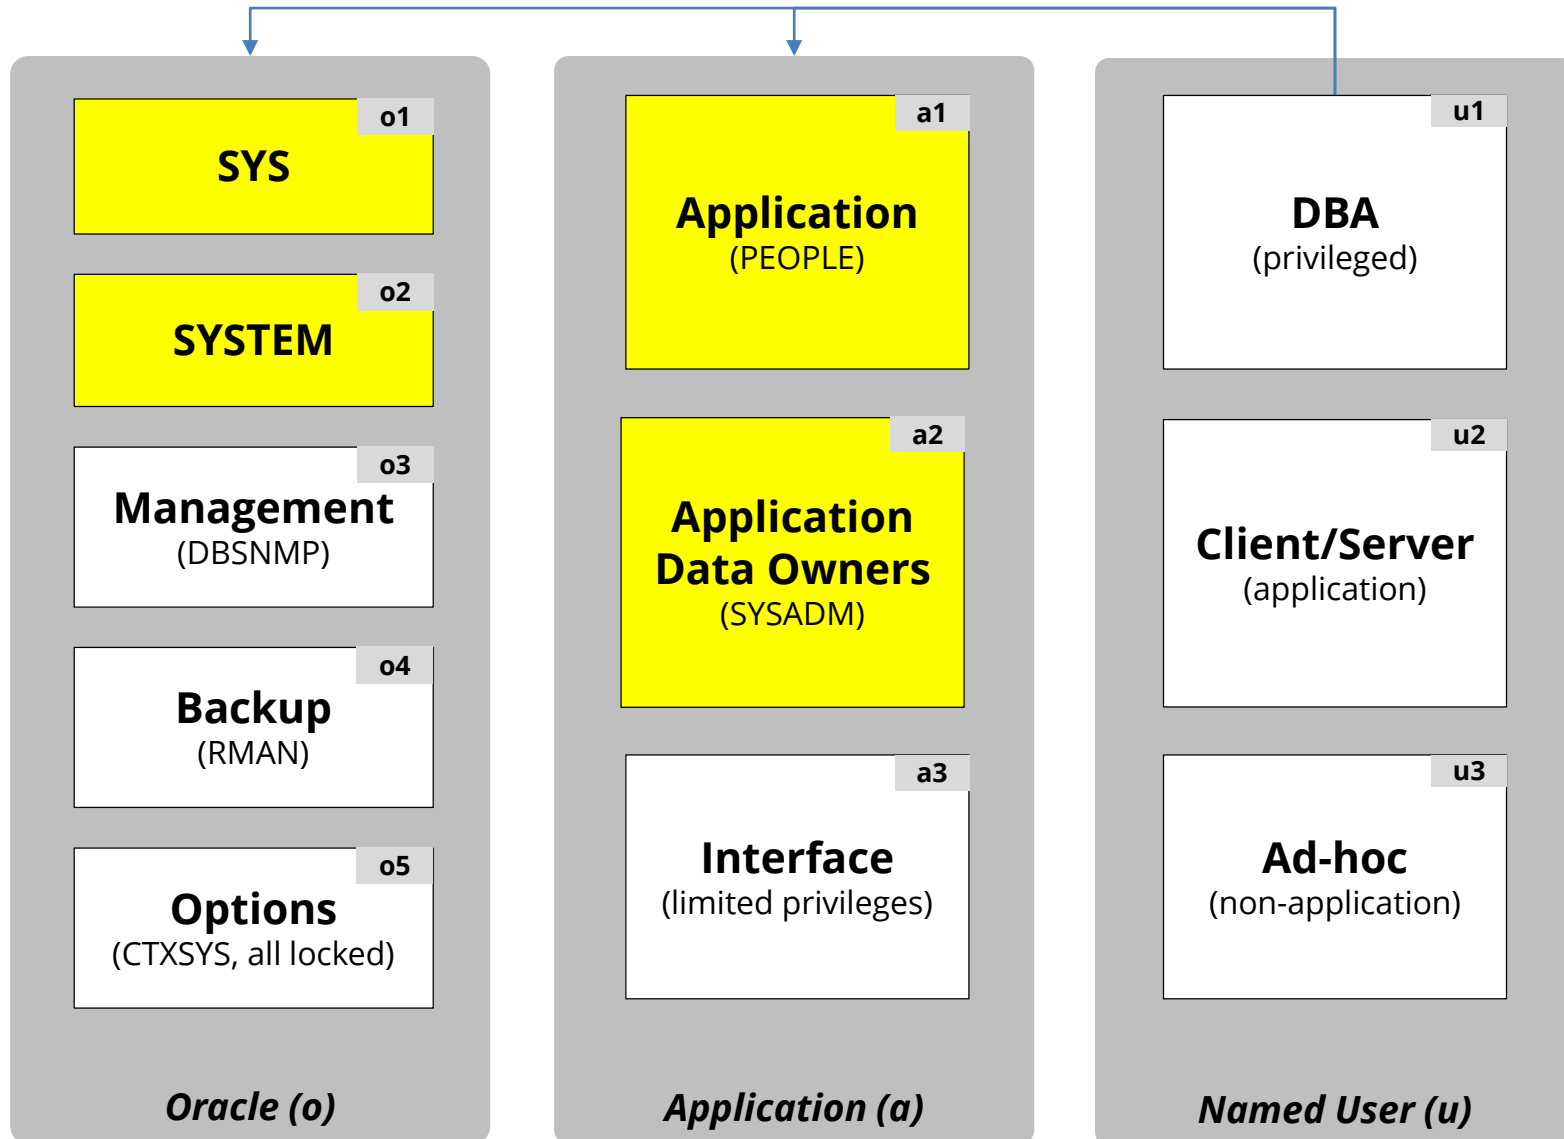 o1
SYS
o2
SYSTEM
o3
Management
(DBSNMP)
o4
Backup
(RMAN)
o5
Options
(CTXSYS, all locked)
Oracle (o)
a1
Application
(PEOPLE)
a2
Application
Data Owners
(SYSADM)
a3
Interface
(limited privileges)
Application (a)
u1
DBA
(privileged)
u2
Client/Server
(application)
u3
Ad-hoc
(non-application)
Named User (u)